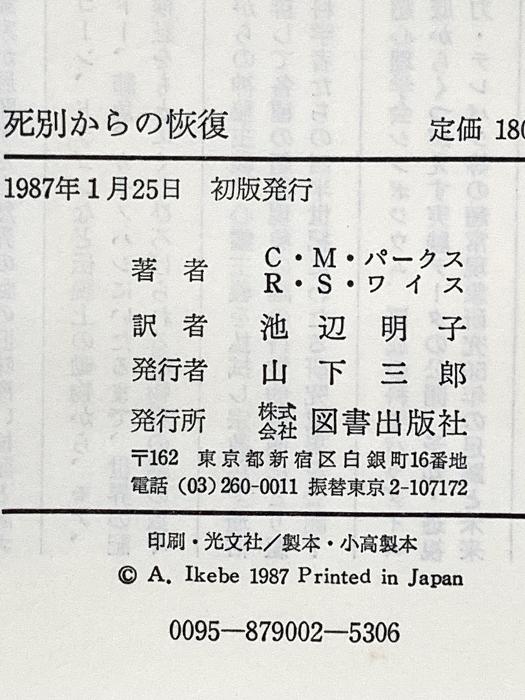 死別からの恢復
定価 180
1987年1月25日 初版発行
著者 C・M・パークス
R・S・ワイス
訳者 池辺明子
発行者 山下三郎
発行所 株式会社 図書出版社
〒162 東京都新宿区白銀町16番地
電話 (03) 260-0011 振替東京 2-107172
印刷・光文社/製本・小高製本
© A. Ikebe 1987 Printed in Japan
0095—879002—5306